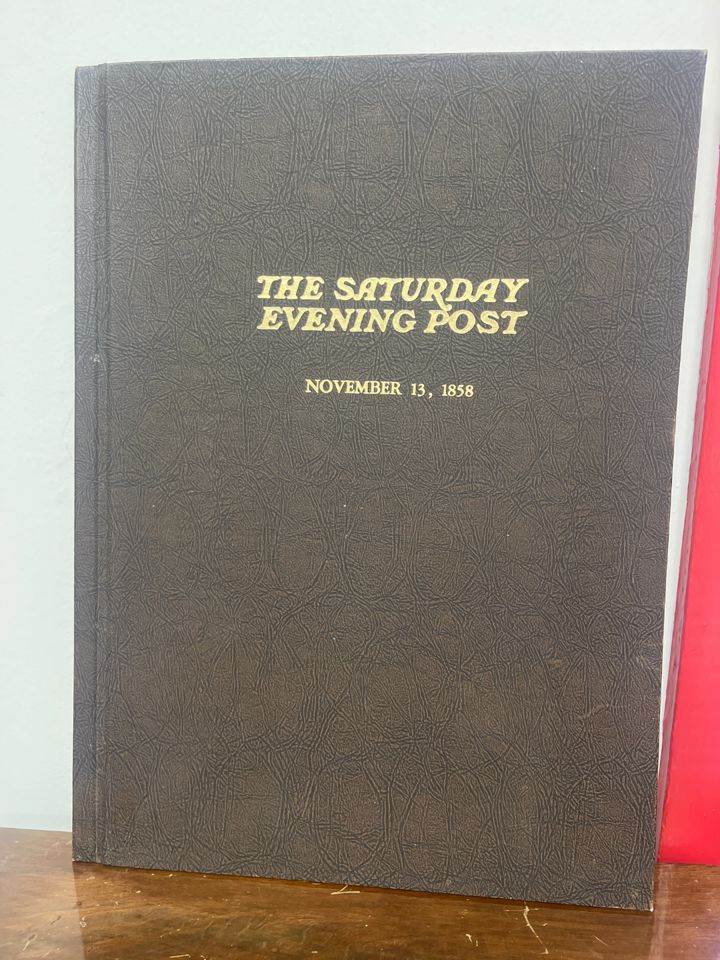 THE SATURDAY
EVENING POST
NOVEMBER 13, 1858